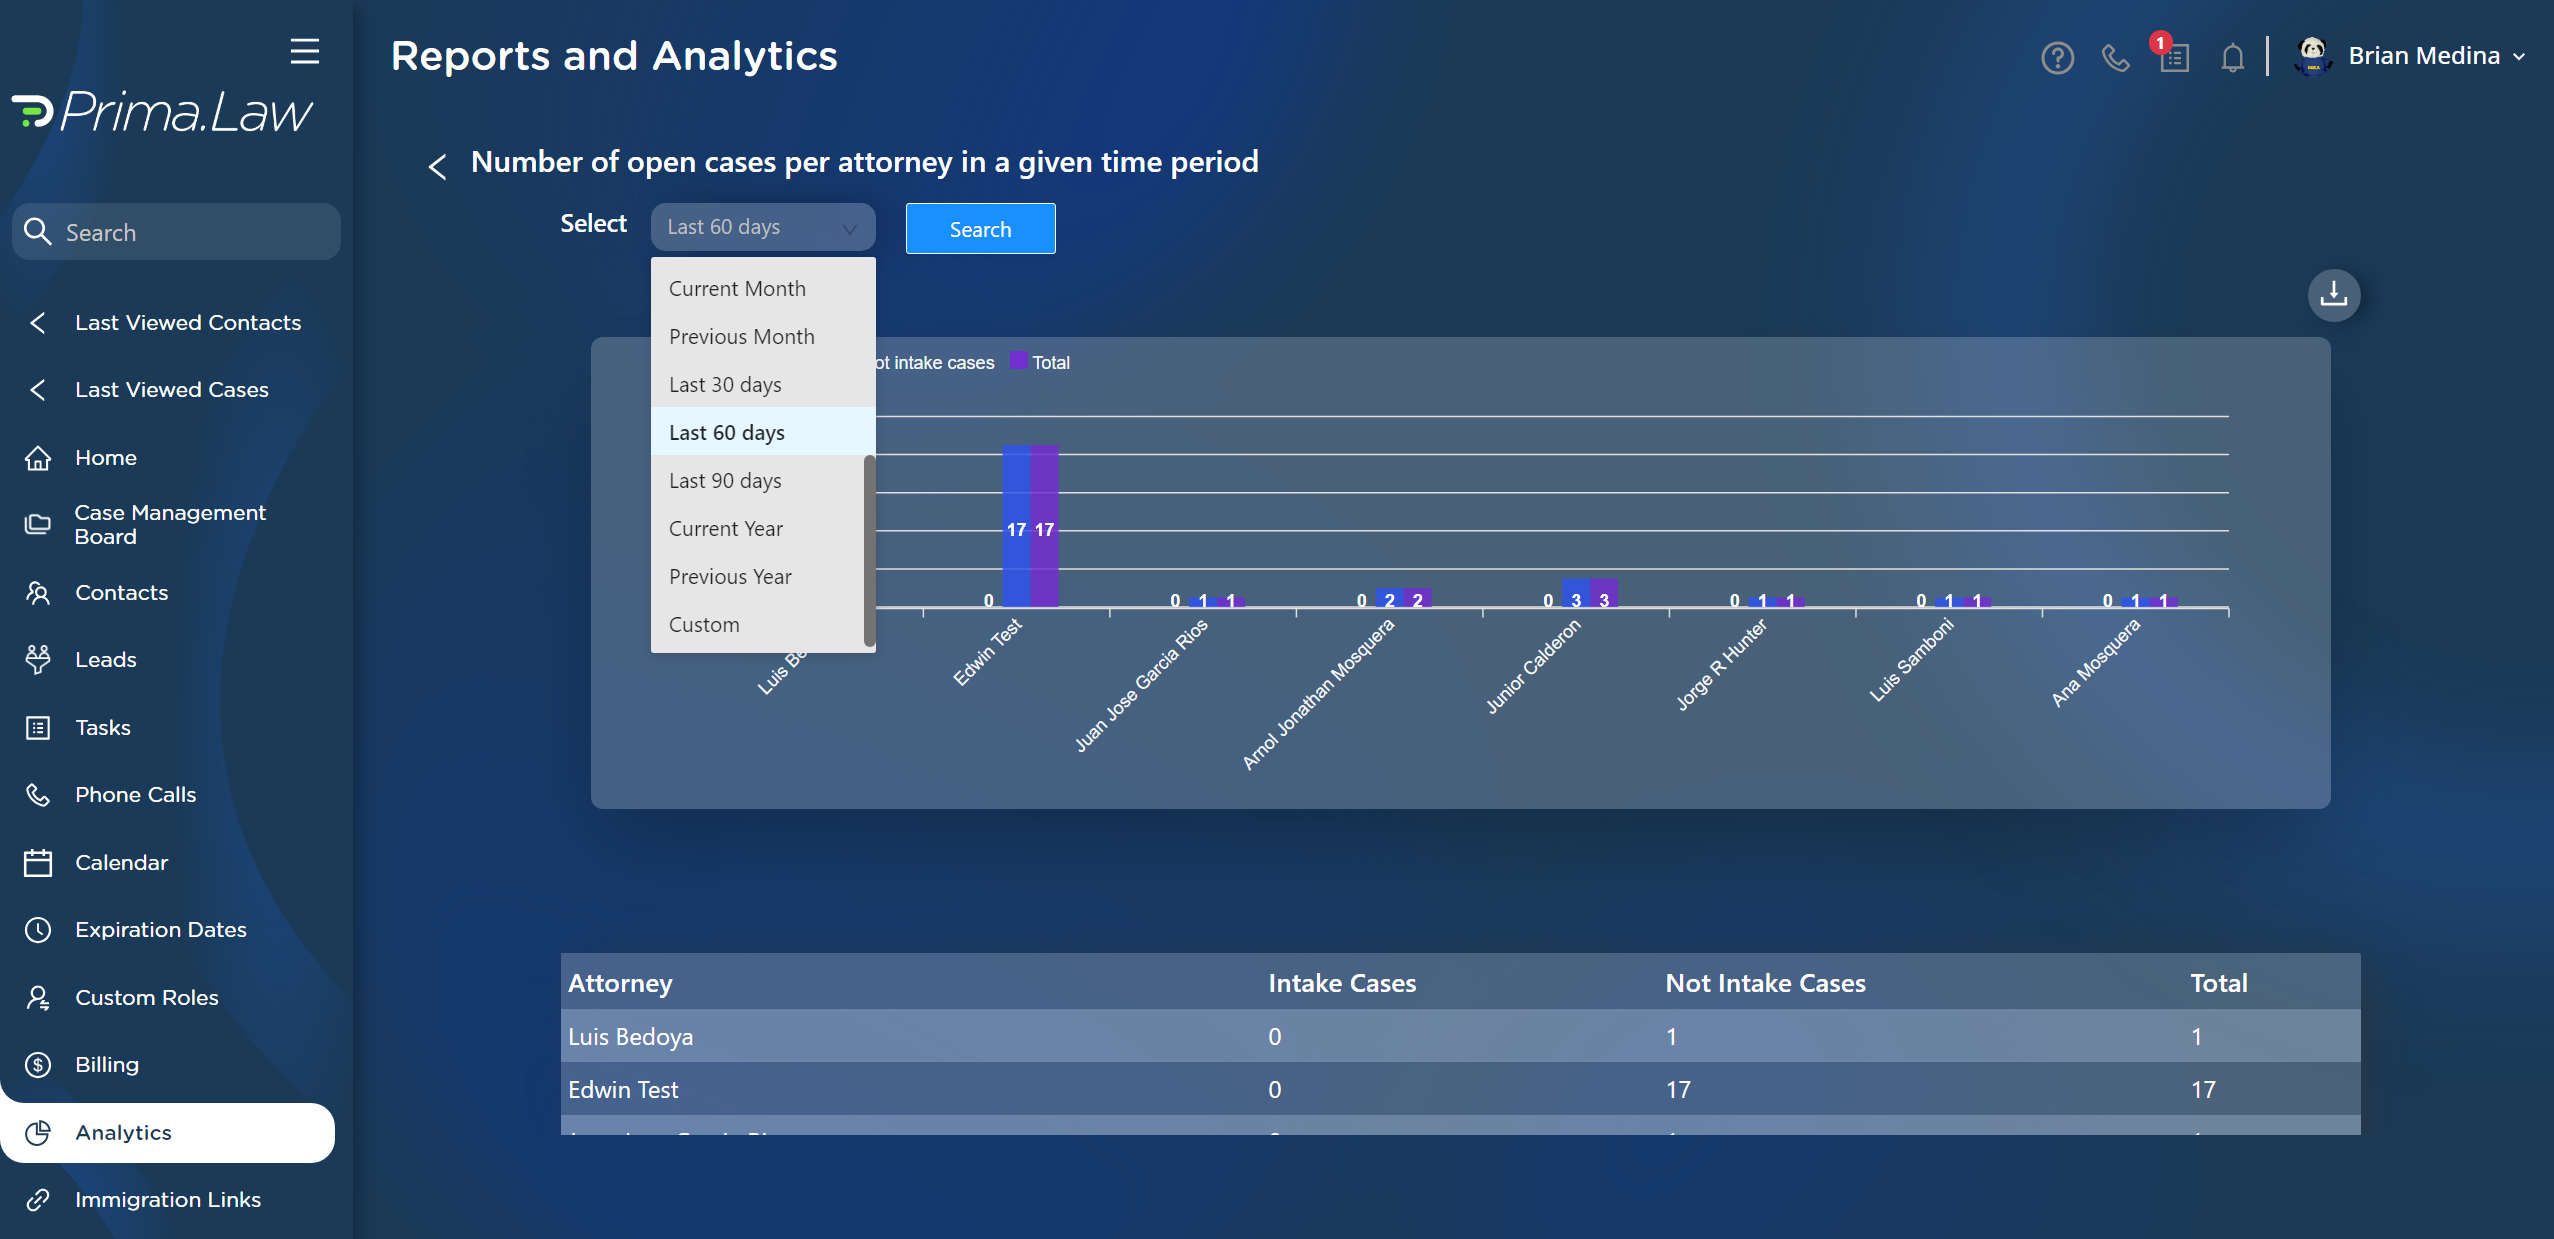 Prima.Law
Search
Last Viewed Contacts
Last Viewed Cases
Home
Case Management
Board
Contacts
Leads
Tasks
Phone Calls
Calendar
Expiration Dates
Custom Roles
Billing
Analytics
Immigration Links
Reports and Analytics
1
Brian Medina
Number of open cases per attorney in a given time period
Select
Last 60 days
Search
Current Month
Previous Month
Last 30 days
Last 60 days
Last 90 days
Current Year
Previous Year
Custom
ot intake cases
Total
0 17 17
0 1 1
0 2 2
0 3 3
0 1 1
0 1 1
0 1 1
Luis Be
Edwin Test
Juan Jose Garcia Rios
Arnol Jonathan Mosquera
Junior Calderon
Jorge R Hunter
Luis Samboni
Ana Mosquera
Attorney Intake Cases Not Intake Cases Total
Luis Bedoya 0 1 1
Edwin Test 0 17 17